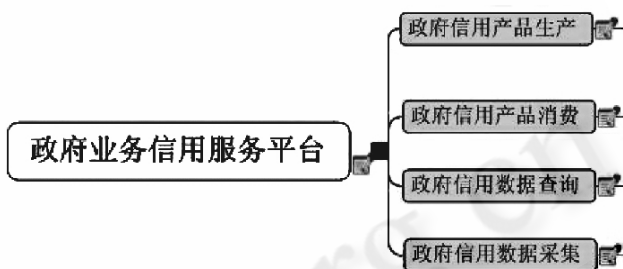 政府信用产品生产
政府信用产品消费
政府业务信用服务平台
政府信用数据查询
政府信用数据采集